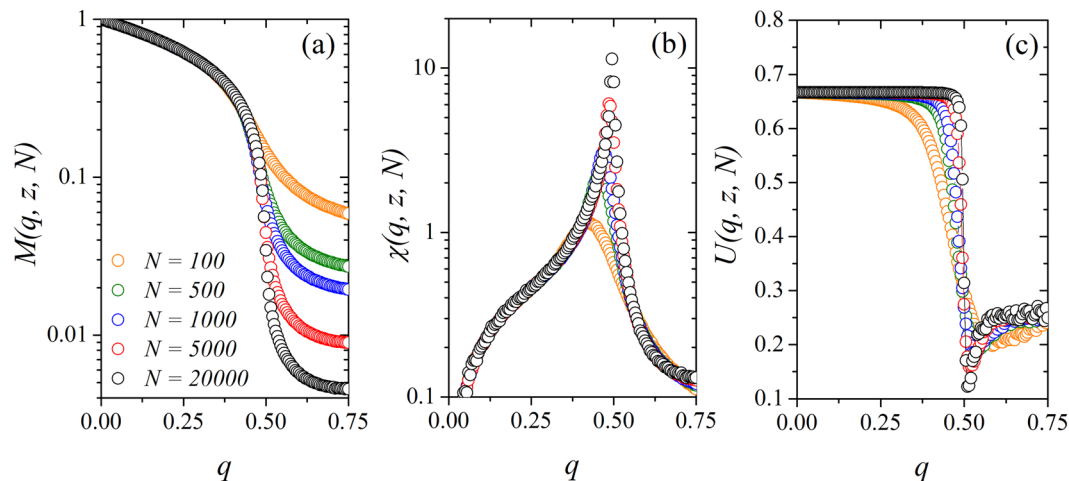 (a)
M(q, z, N)
1
0.1
0.01
N = 100
N = 500
N = 1000
N = 5000
N = 20000
0.00 0.25 0.50 0.75
q
(b)
χ(q, z, N)
10
1
0.1
0.00 0.25 0.50 0.75
q
(c)
U(q, z, N)
0.8
0.7
0.6
0.5
0.4
0.3
0.2
0.1
0.00 0.25 0.50 0.75
q